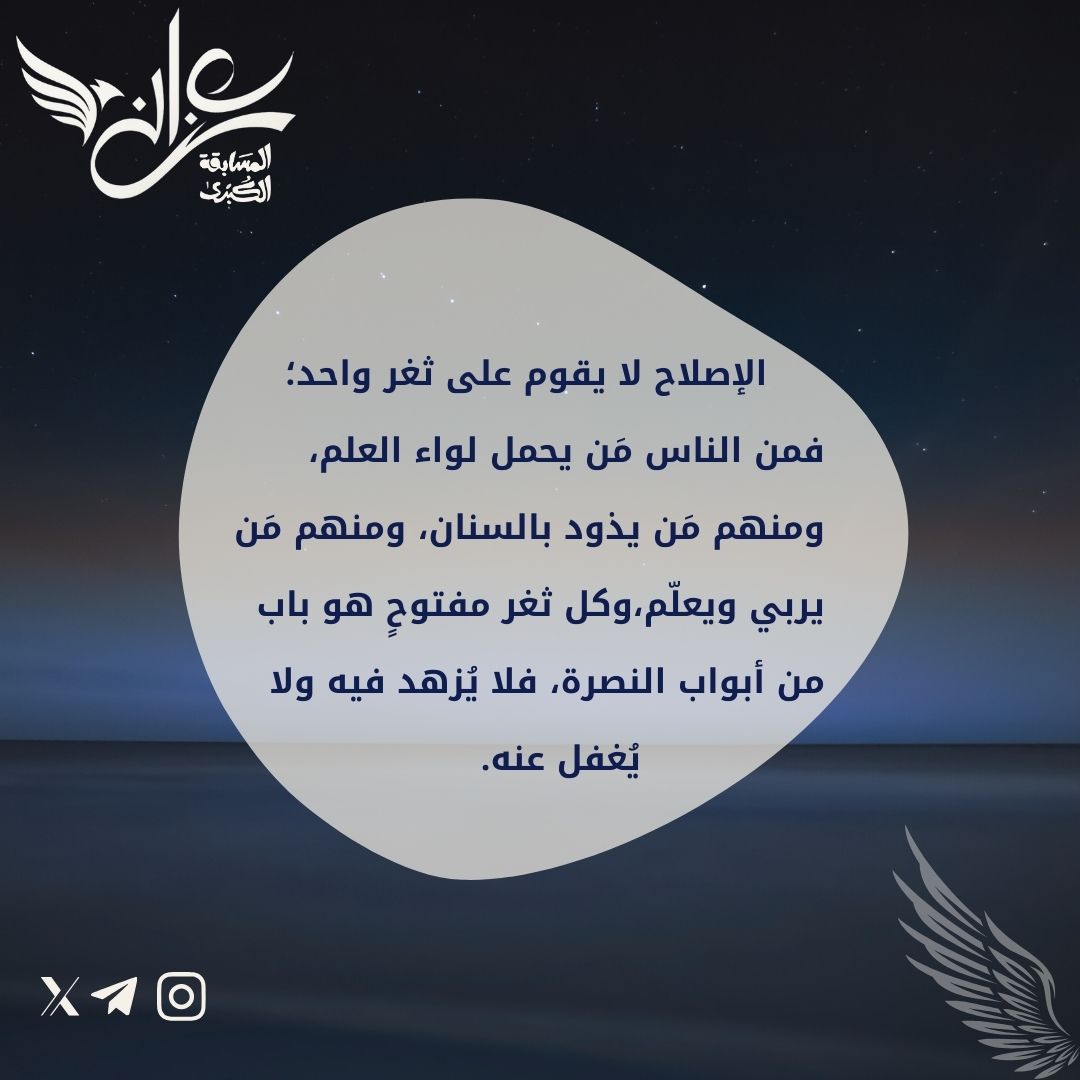 عزان
المسابقة
الكبرى
الإصلاح لا يقوم على ثغر واحد؛
فمن الناس مَن يحمل لواء العلم،
ومنهم مَن يذود بالسنان، ومنهم مَن
يربي ويعلّم،وكل ثغر مفتوحٍ هو باب
من أبواب النصرة، فلا يُزهد فيه ولا
يُغفل عنه.